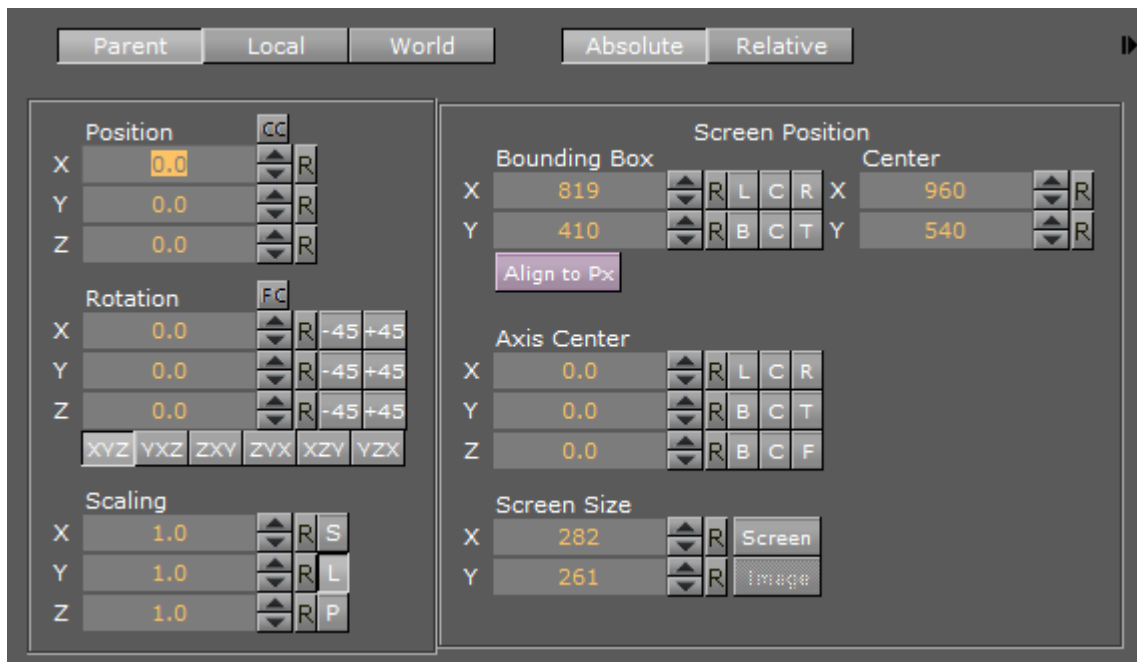 Parent Local World Absolute Relative
Position CC
X 0.0 R
Y 0.0 R
Z 0.0 R
Rotation FC
X 0.0 R -45 +45
Y 0.0 R -45 +45
Z 0.0 R -45 +45
XYZ YXZ ZXY ZYX XZY YZX
Scaling
X 1.0 R S
Y 1.0 R L
Z 1.0 R P
Screen Position
Bounding Box Center
X 819 R L C R X 960 R
Y 410 R B C T Y 540 R
Align to Px
Axis Center
X 0.0 R L C R
Y 0.0 R B C T
Z 0.0 R B C F
Screen Size
X 282 R Screen
Y 261 R Image